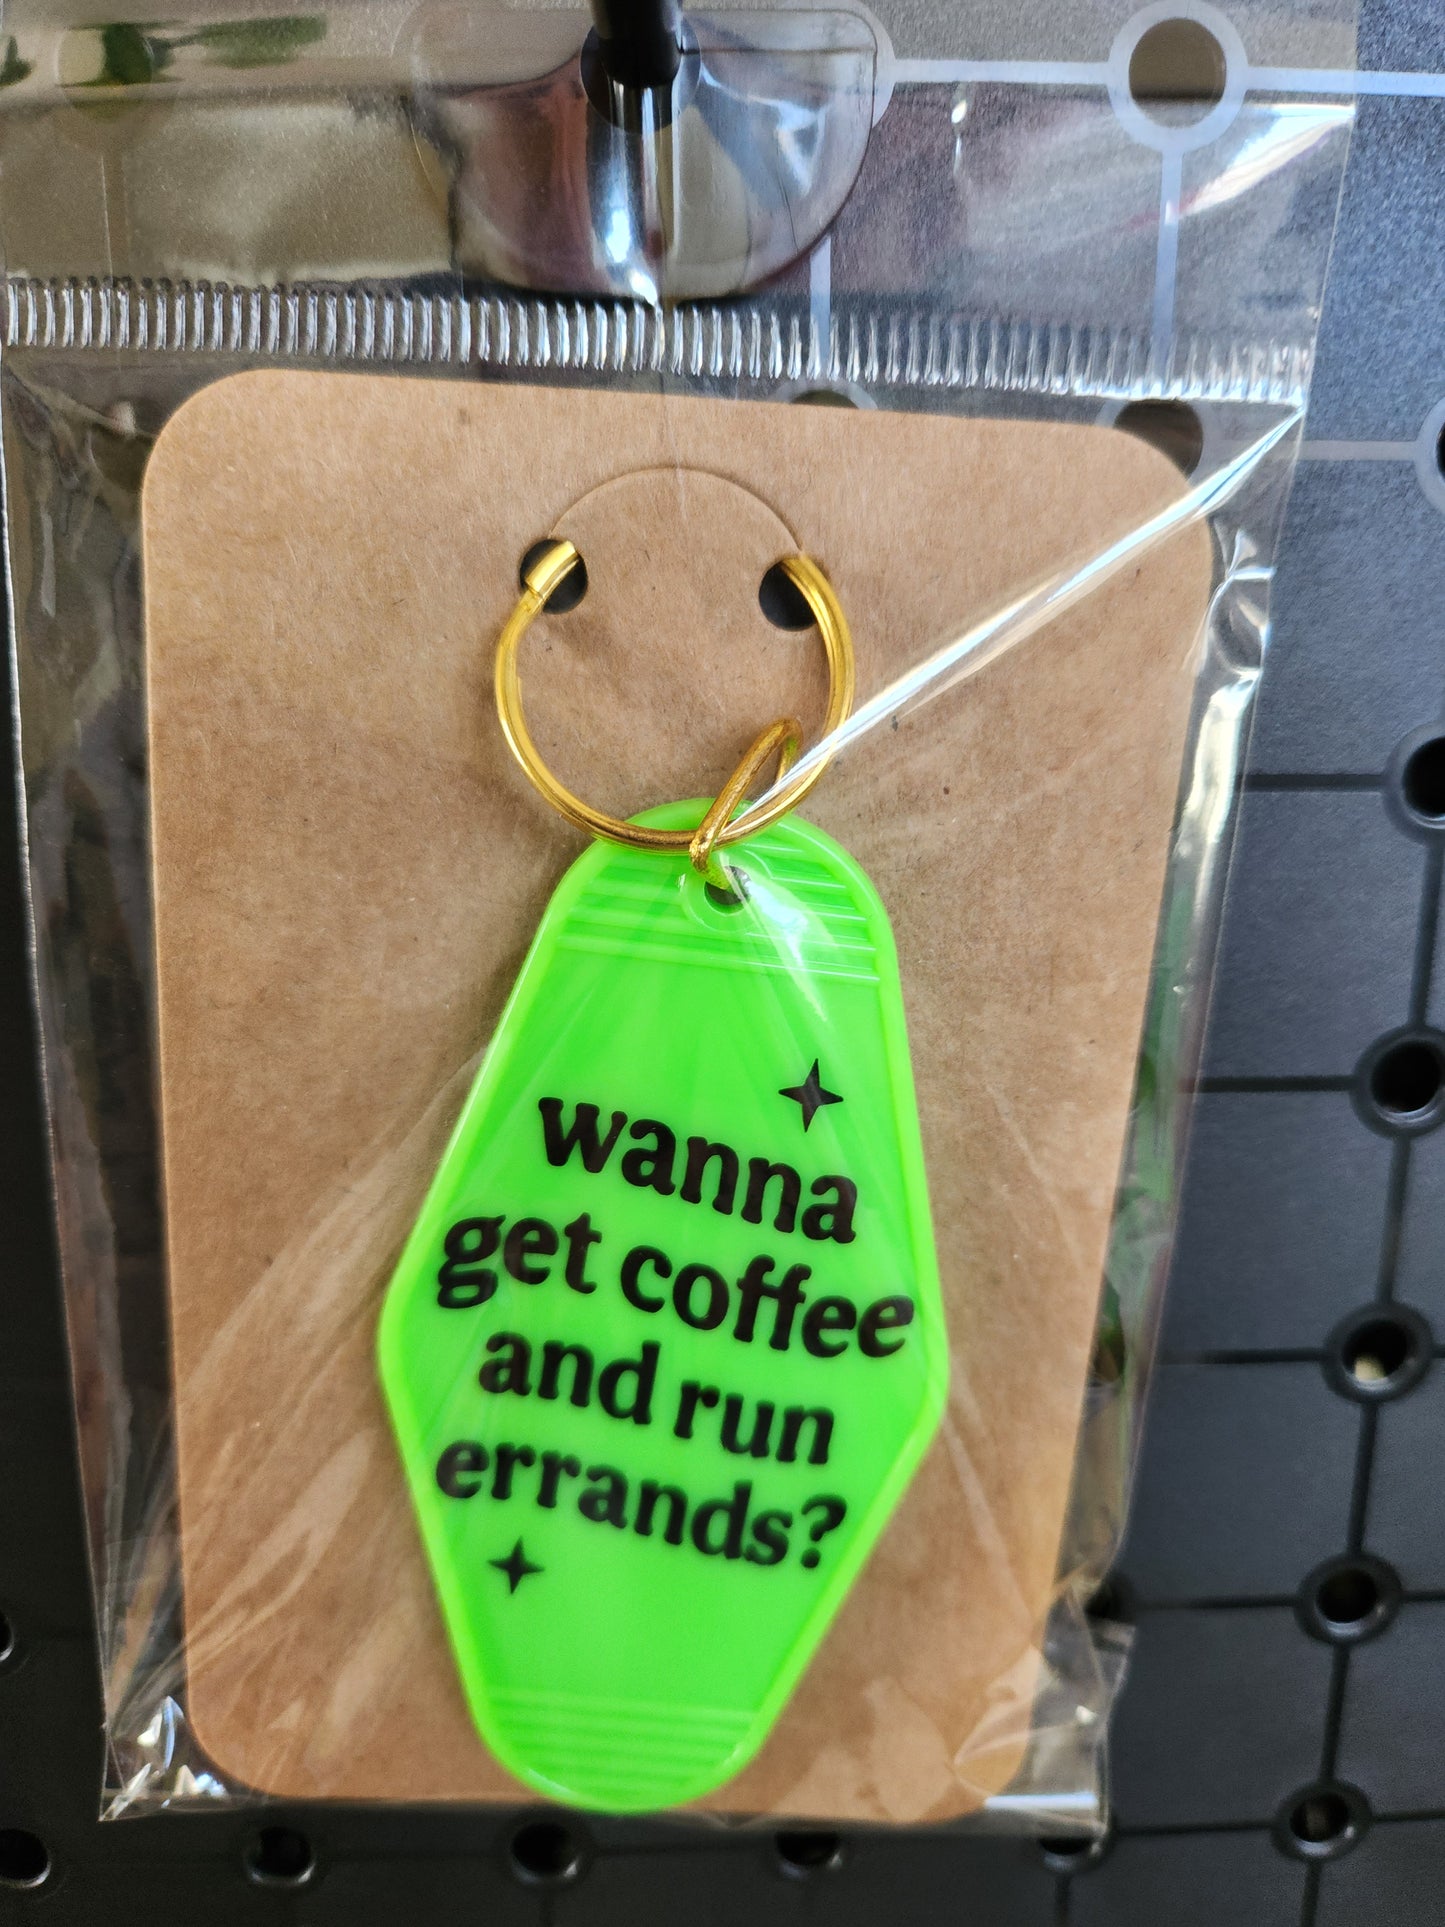 wanna
get coffee
and run
errands?